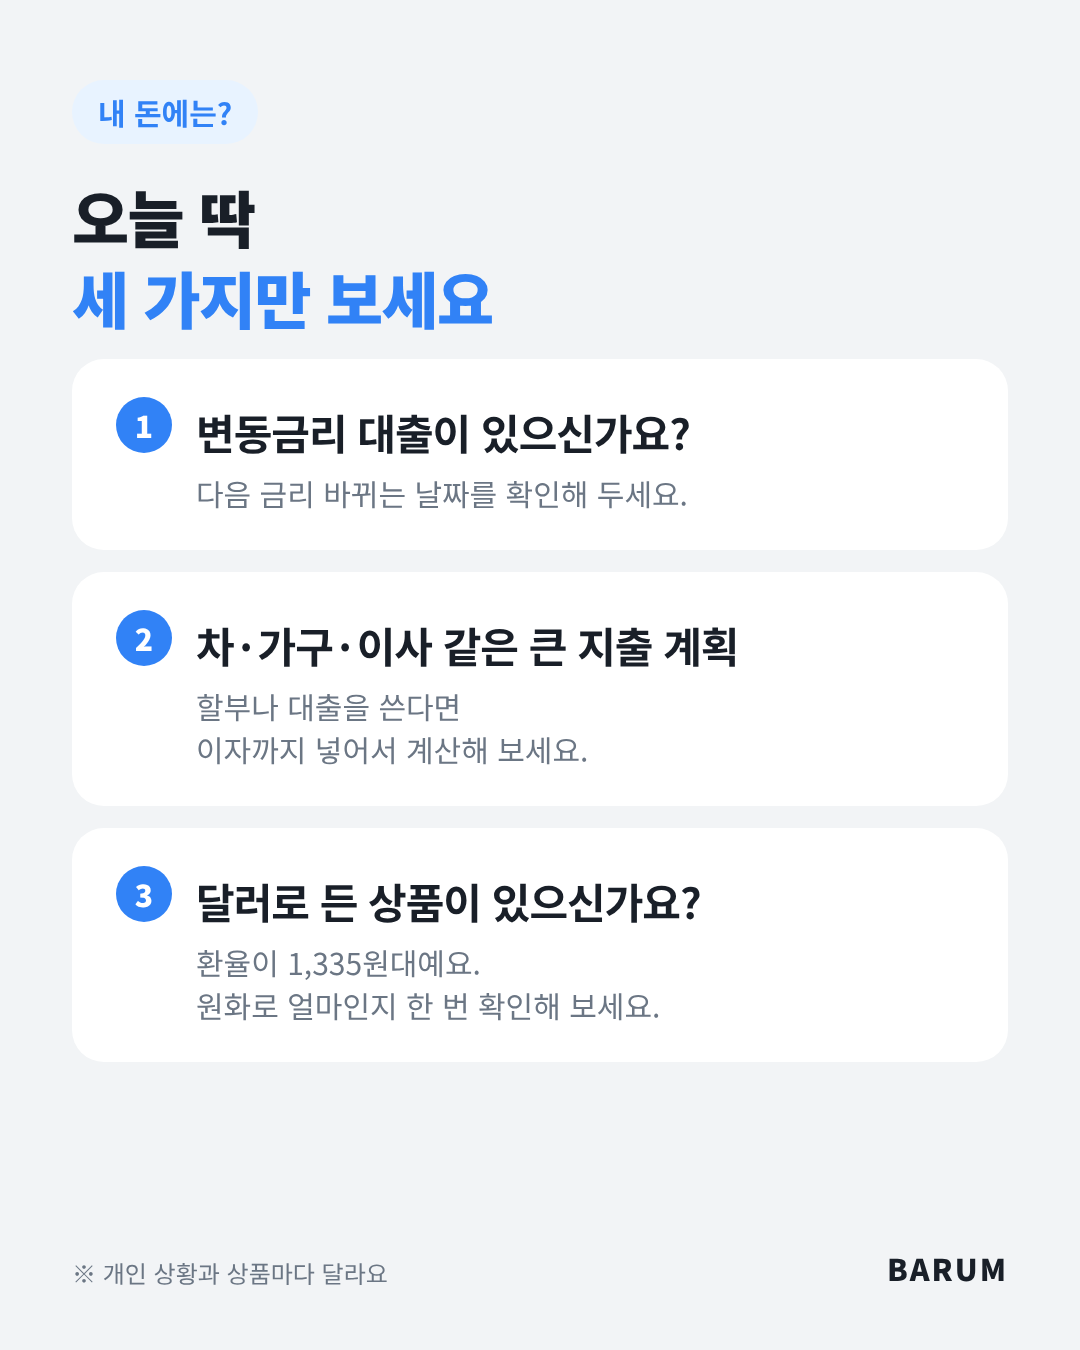 내 돈에는?
오늘 딱
세 가지만 보세요
1
변동금리 대출이 있으신가요?
다음 금리 바뀌는 날짜를 확인해 두세요.
2
차·가구·이사 같은 큰 지출 계획
할부나 대출을 쓴다면
이자까지 넣어서 계산해 보세요.
3
달러로 든 상품이 있으신가요?
환율이 1,335원대예요.
원화로 얼마인지 한 번 확인해 보세요.
※ 개인 상황과 상품마다 달라요
BARUM